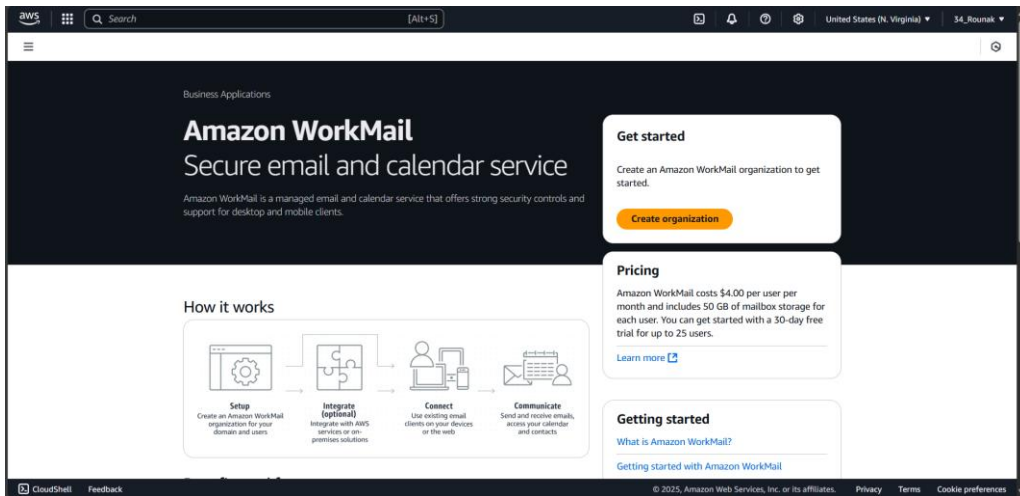 aws
Search
[Alt+S]
United States (N. Virginia)
34_Rounak
Business Applications
Amazon WorkMail
Secure email and calendar service
Amazon WorkMail is a managed email and calendar service that offers strong security controls and
support for desktop and mobile clients.
Get started
Create an Amazon WorkMail organization to get
started.
Create organization
Pricing
Amazon WorkMail costs $4.00 per user per
month and includes 50 GB of mailbox storage for
each user. You can get started with a 30-day free
trial for up to 25 users.
Learn more
How it works
Setup
Create an Amazon WorkMail
organization for your
domain and users
Integrate
(optional)
Integrate with AWS
services or on-
premises solutions
Connect
Use existing email
clients on your devices
or the web
Communicate
Send and receive emails,
access your calendar
and contacts
Getting started
What is Amazon WorkMail?
Getting started with Amazon WorkMail
CloudShell
Feedback
© 2025, Amazon Web Services, Inc. or its affiliates.
Privacy
Terms
Cookie preferences